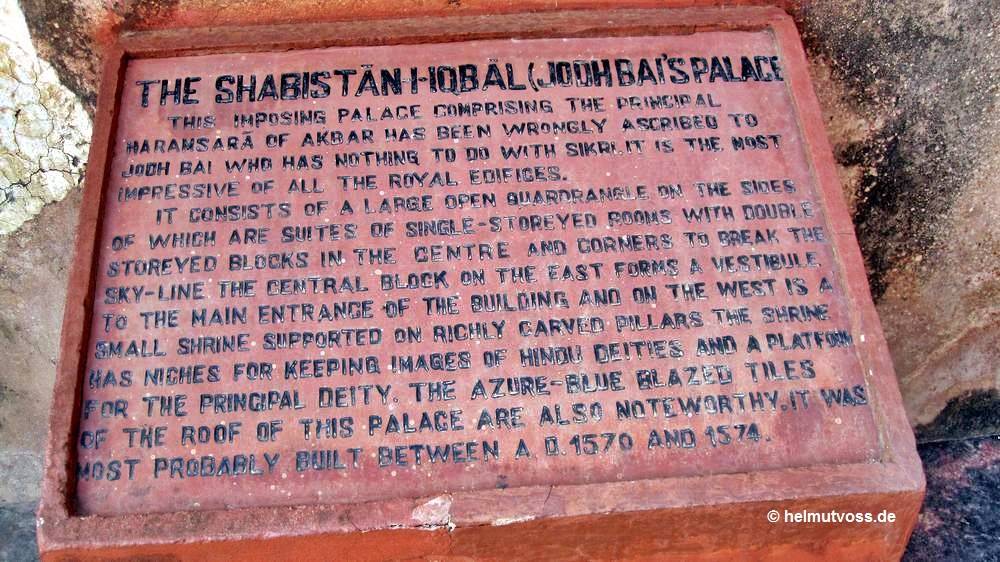 THE SHABISTĀN-I-IQBĀL (JODH BAI'S PALACE
THIS IMPOSING PALACE COMPRISING THE PRINCIPAL
HARAMSARĀ OF AKBAR HAS BEEN WRONGLY ASCRIBED TO
JODH BAI WHO HAS NOTHING TO DO WITH SIKRI.IT IS THE MOST
IMPRESSIVE OF ALL THE ROYAL EDIFICES.
IT CONSISTS OF A LARGE OPEN QUARDRANGLE ON THE SIDES
OF WHICH ARE SUITES OF SINGLE-STOREYED ROOMS WITH DOUBLE
STOREYED BLOCKS IN THE CENTRE AND CORNERS TO BREAK THE
SKY-LINE THE CENTRAL BLOCK ON THE EAST FORMS A VESTIBULE
TO THE MAIN ENTRANCE OF THE BUILDING AND ON THE WEST IS A
SMALL SHRINE SUPPORTED ON RICHLY CARVED PILLARS THE SHRINE
HAS NICHES FOR KEEPING IMAGES OF HINDU DEITIES AND A PLATFORM
FOR THE PRINCIPAL DEITY. THE AZURE-BLUE BLAZED TILES
OF THE ROOF OF THIS PALACE ARE ALSO NOTEWORTHY.IT WAS
MOST PROBABLY BUILT BETWEEN A D.1570 AND 1574.
© helmutvoss.de